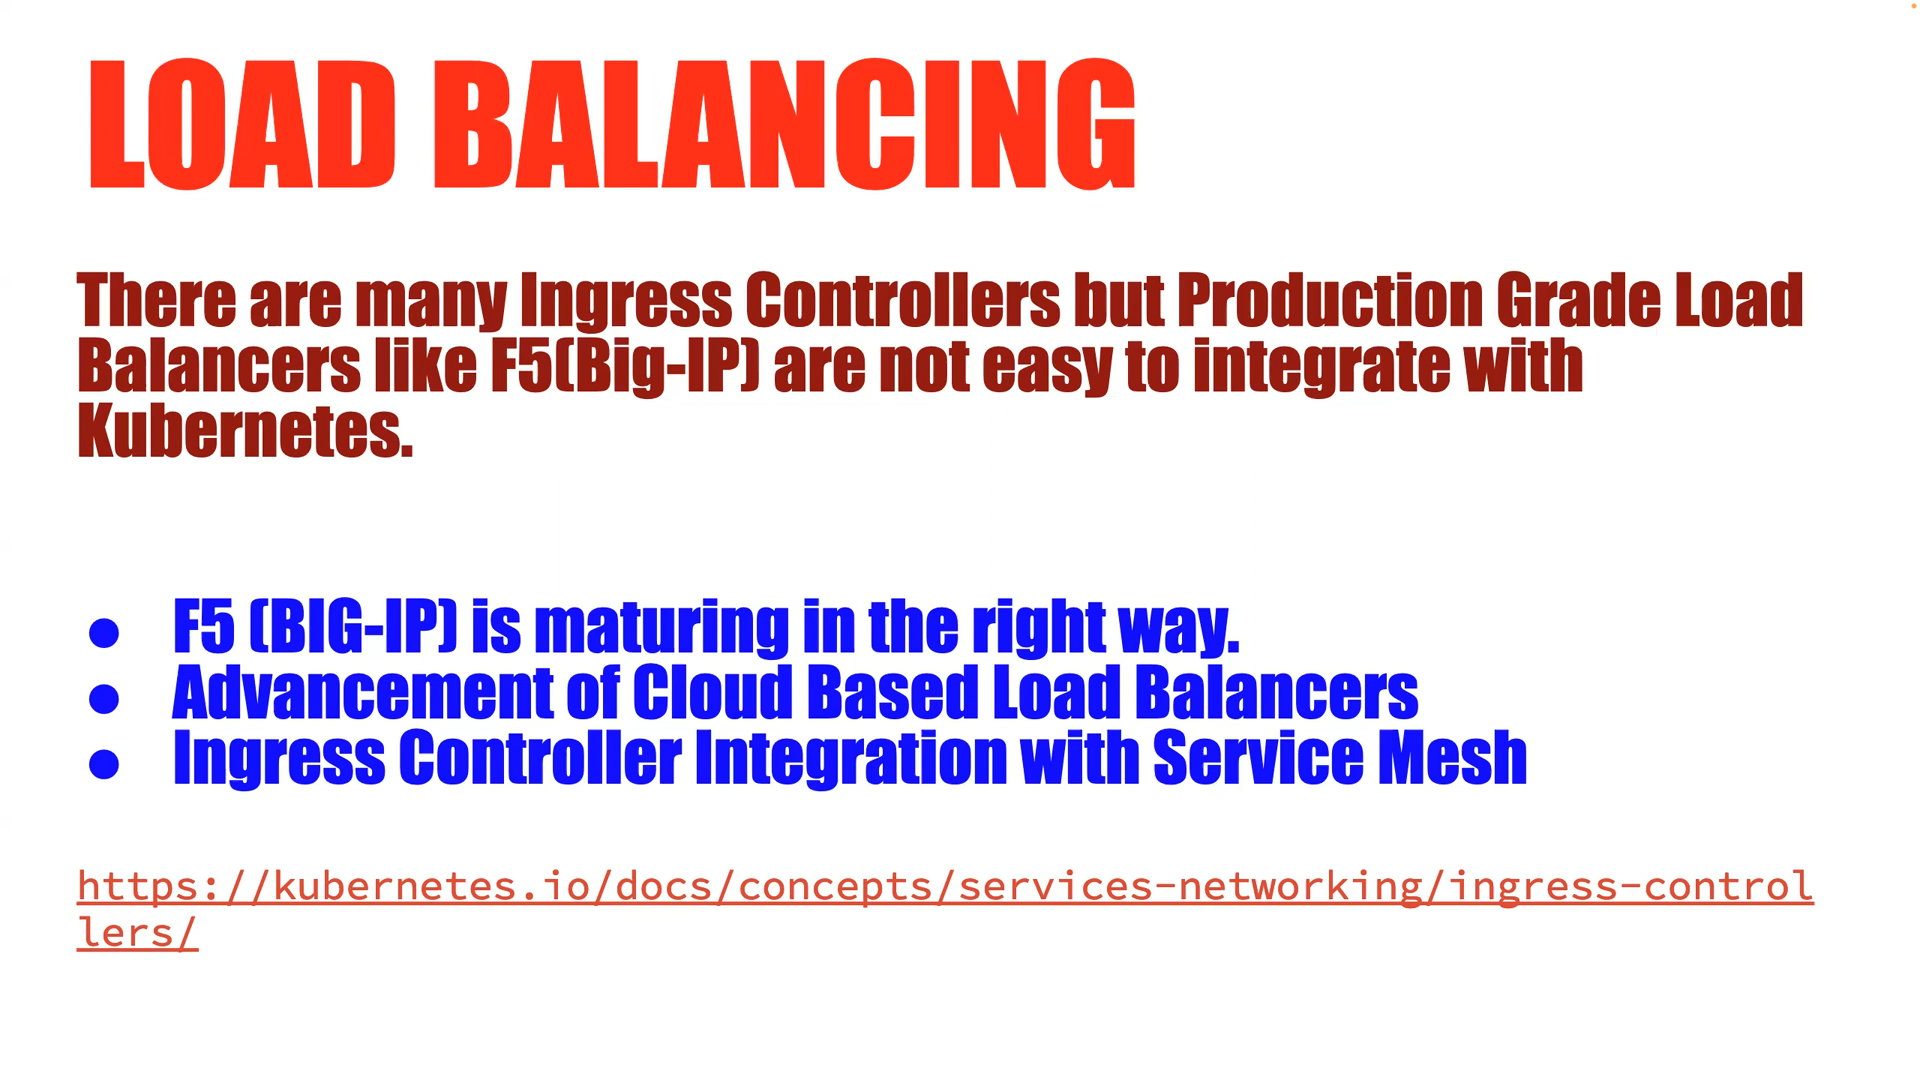 LOAD BALANCING
There are many Ingress Controllers but Production Grade Load
Balancers like F5(Big-IP) are not easy to integrate with
Kubernetes.
● F5 (BIG-IP) is maturing in the right way.
● Advancement of Cloud Based Load Balancers
● Ingress Controller Integration with Service Mesh
https://kubernetes.io/docs/concepts/services-networking/ingress-control
lers/